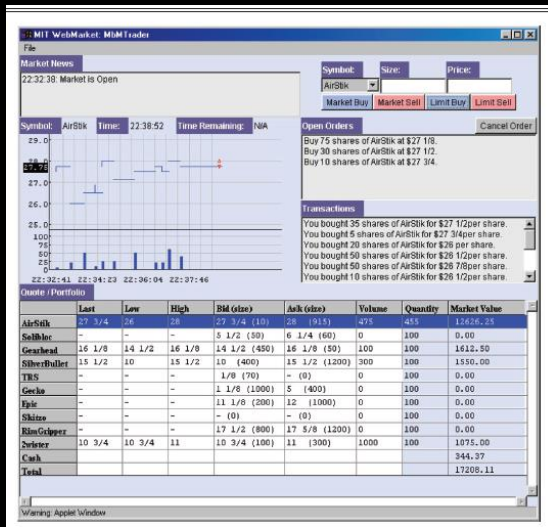 MIT WebMarket: MbMTrader
File
Market News
22:32:38: Market is Open
Symbol: Size: Price:
AirStik
Market Buy Market Sell Limit Buy Limit Sell
Symbol: AirStik Time: 22:38:52 Time Remaining: N/A
29.0
28.0
27.75
27.0
26.0
25.0
100
75
50
25
0
22:32:41 22:34:23 22:36:04 22:37:46
Open Orders Cancel Order
Buy 75 shares of AirStik at $27 1/8.
Buy 30 shares of AirStik at $27 1/2.
Buy 10 shares of AirStik at $27 3/4.
Transactions
You bought 35 shares of AirStik for $27 1/2per share.
You bought 5 shares of AirStik for $27 3/4per share.
You bought 20 shares of AirStik for $26 per share.
You bought 50 shares of AirStik for $26 1/2per share.
You bought 50 shares of AirStik for $26 7/8per share.
You bought 10 shares of AirStik for $26 1/2per share.
Quote / Portfolio
Last Low High Bid (size) Ask (size) Volume Quantity Market Value
AirStik 27 3/4 26 28 27 3/4 (10) 28 (915) 475 455 12626.25
Solibloc - - - 5 1/2 (50) 6 1/4 (60) 0 100 0.00
Gearhead 16 1/8 14 1/2 16 1/8 14 1/2 (450) 16 1/8 (50) 100 100 1612.50
SilverBullet 15 1/2 10 15 1/2 10 (400) 15 1/2 (1200) 300 100 1550.00
TRS - - - 1/8 (70) - (0) 0 100 0.00
Gecko - - - 1 1/8 (1000) 5 (400) 0 100 0.00
Epic - - - 11 1/8 (200) 12 (1000) 0 100 0.00
Skitzo - - - - (0) - (0) 0 100 0.00
RimGripper - - - 17 1/2 (800) 17 5/8 (1200) 0 100 0.00
2wister 10 3/4 10 3/4 11 10 3/4 (100) 11 (300) 1000 100 1075.00
Cash 344.37
Total 17208.11
Warning: Applet Window